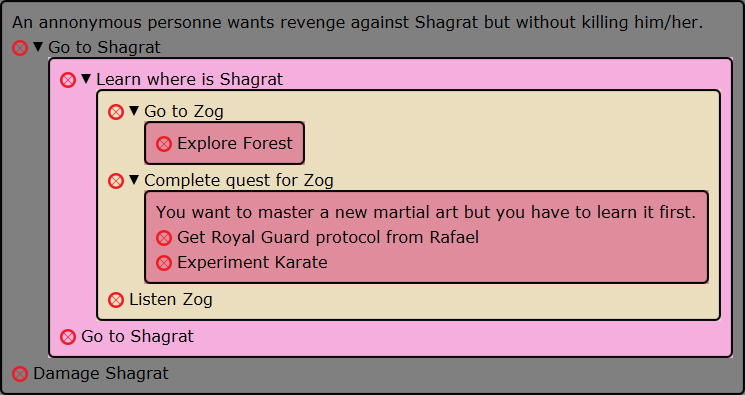 An annonymous personne wants revenge against Shagrat but without killing him/her.
Go to Shagrat
Learn where is Shagrat
Go to Zog
Explore Forest
Complete quest for Zog
You want to master a new martial art but you have to learn it first.
Get Royal Guard protocol from Rafael
Experiment Karate
Listen Zog
Go to Shagrat
Damage Shagrat